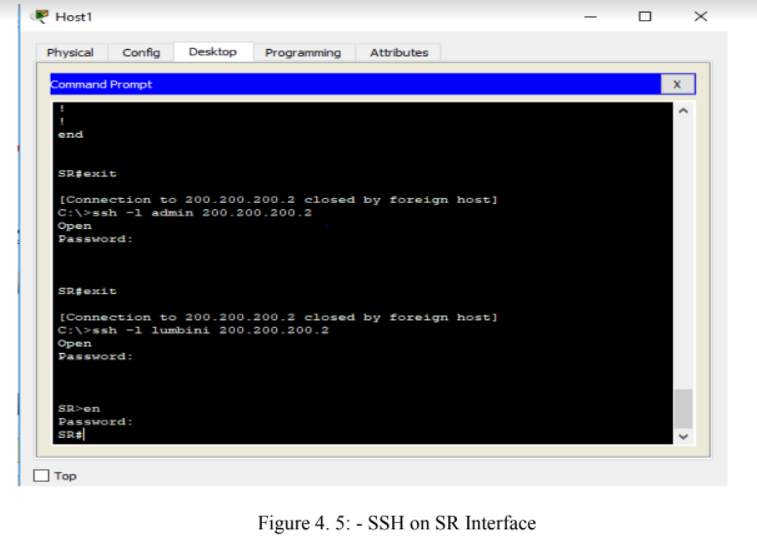 Host1
Physical Config Desktop Programming Attributes
Command Prompt X
!
!
end
SR#exit
[Connection to 200.200.200.2 closed by foreign host]
C:\>ssh -l admin 200.200.200.2
Open
Password:
SR#exit
[Connection to 200.200.200.2 closed by foreign host]
C:\>ssh -l lumbini 200.200.200.2
Open
Password:
SR>en
Password:
SR#
Top
Figure 4. 5: - SSH on SR Interface